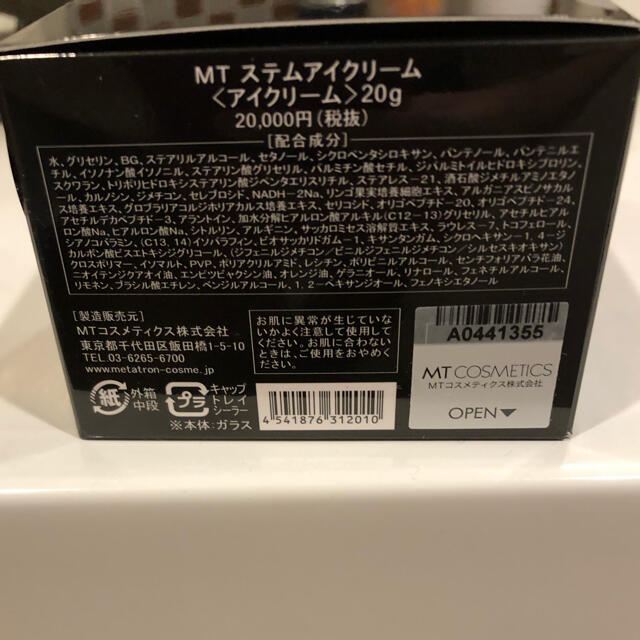 MT ステムアイクリーム
〈アイクリーム〉20g
20,000円(税抜)
[配合成分]
水、グリセリン、BG、ステアリルアルコール、セタノール、シクロペンタシロキサン、パンテノール、パンテニルエ
チル、イソノナン酸イソノニル、ステアリン酸グリセリル、パルミチン酸セチル、ジパルミトイルヒドロキシプロリン、
スクワラン、トリポリヒドロキシステアリン酸ジペンタエリスリチル、ステアレス-21、酒石酸ジメチルアミノエタノ
ール、カルノシン、ジメチコン、セレブロシド、NADH-2Na、リンゴ果実培養細胞エキス、アルガニアスピノサカル
ス培養エキス、グロブラリアコルジホリアカルス培養エキス、セリコシド、オリゴペプチド-20、オリゴペプチド-24、
アセチルデカペプチド-3、アラントイン、加水分解ヒアルロン酸アルキル(C12-13)グリセリル、アセチルヒアル
ロン酸Na、ヒアルロン酸Na、シトルリン、アルギニン、サッカロミセス溶解質エキス、ラウレス-7、トコフェロール、
シアノコバラミン、(C13, 14)イソパラフィン、ビオサッカリドガム-1、キサンタンガム、シクロヘキサン-1, 4-ジ
カルボン酸ビスエトキシジグリコール、(ジフェニルジメチコン/ビニルジフェニルジメチコン/シルセスキオキサン)
クロスポリマー、イソマルト、PVP、ポリアクリルアミド、レシチン、ポリビニルアルコール、センチフォリアバラ花油、
ニオイテンジクアオイ油、エンピツビャクシン油、オレンジ油、ゲラニオール、リナロール、フェネチルアルコール、
リモネン、ブラシル酸エチレン、ベンジルアルコール、1, 2-ヘキサンジオール、フェノキシエタノール
[製造販売元]
MTコスメティクス株式会社
東京都千代田区飯田橋1-5-10
TEL.03-6265-6700
www.metatron-cosme.jp
お肌に異常が生じていな
いかよく注意して使用して
ください。お肌に合わない
ときは、ご使用をおやめく
ださい。
紙
外箱
中段
プラ
キャップ
トレイ
シーラー
※本体:ガラス
4 541876 312010
A0441355
MT COSMETICS
MTコスメティクス株式会社
OPEN